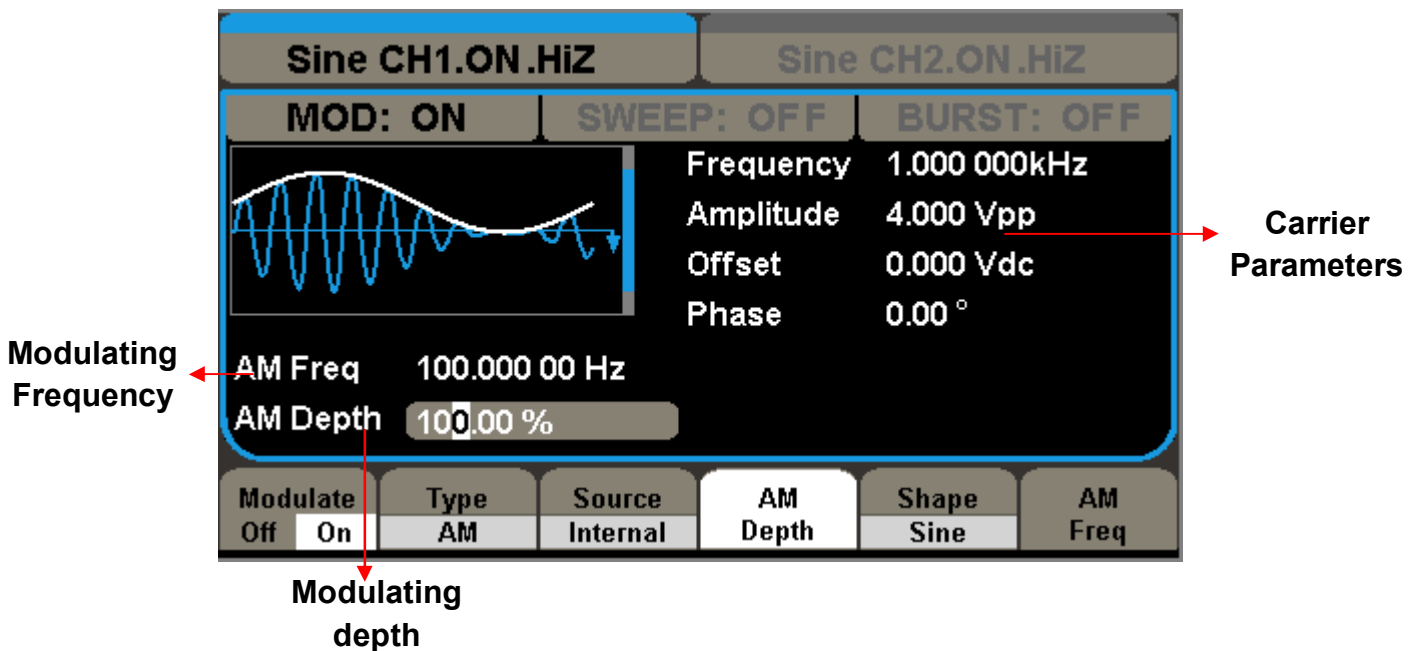 Sine CH1.ON.HiZ
Sine CH2.ON.HiZ
MOD: ON
SWEEP: OFF
BURST: OFF
Frequency 1.000 000kHz
Amplitude 4.000 Vpp
Offset 0.000 Vdc
Phase 0.00 °
Carrier
Parameters
Modulating
Frequency
AM Freq 100.000 00 Hz
AM Depth 100.00 %
Modulate
Off On
Type
AM
Source
Internal
AM
Depth
Shape
Sine
AM
Freq
Modulating
depth